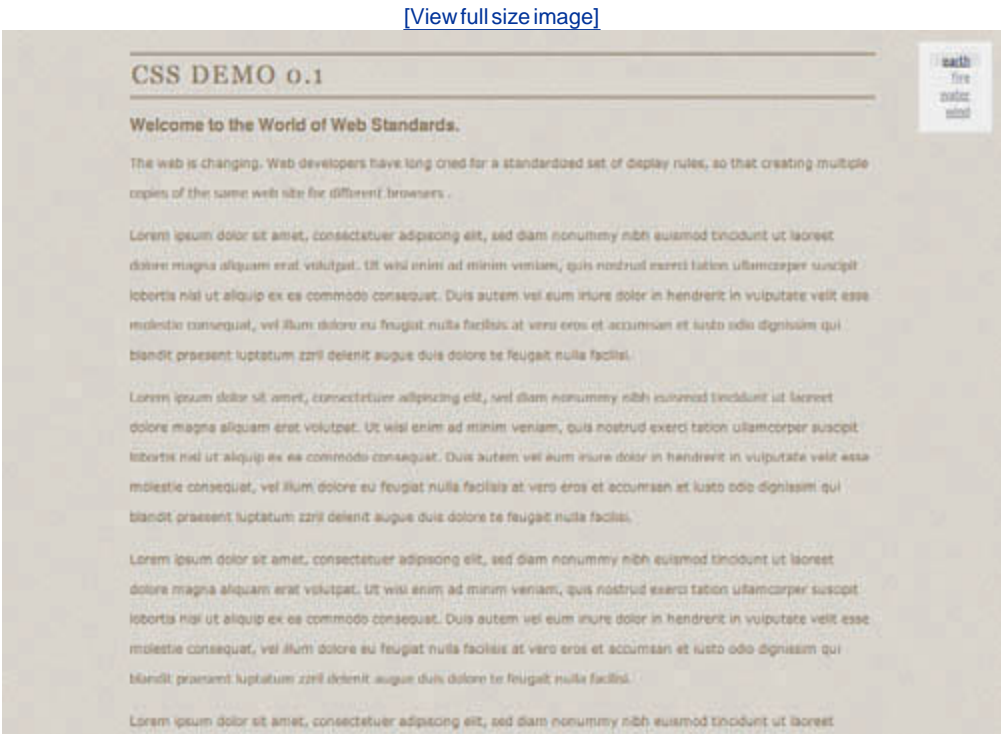 [View full size image]
CSS DEMO 0.1
earth
fire
water
wind
Welcome to the World of Web Standards.
The web is changing. Web developers have long cried for a standardized set of display rules, so that creating multiple
copies of the same web site for different browsers .
Lorem ipsum dolor sit amet, consectetuer adipiscing elit, sed diam nonummy nibh euismod tincidunt ut laoreet
dolore magna aliquam erat volutpat. Ut wisi enim ad minim veniam, quis nostrud exerci tation ullamcorper suscipit
lobortis nisl ut aliquip ex ea commodo consequat. Duis autem vel eum iriure dolor in hendrerit in vulputate velit esse
molestie consequat, vel illum dolore eu feugiat nulla facilisis at vero eros et accumsan et iusto odio dignissim qui
blandit praesent luptatum zzril delenit augue duis dolore te feugait nulla facilisi.
Lorem ipsum dolor sit amet, consectetuer adipiscing elit, sed diam nonummy nibh euismod tincidunt ut laoreet
dolore magna aliquam erat volutpat. Ut wisi enim ad minim veniam, quis nostrud exerci tation ullamcorper suscipit
lobortis nisl ut aliquip ex ea commodo consequat. Duis autem vel eum iriure dolor in hendrerit in vulputate velit esse
molestie consequat, vel illum dolore eu feugiat nulla facilisis at vero eros et accumsan et iusto odio dignissim qui
blandit praesent luptatum zzril delenit augue duis dolore te feugait nulla facilisi.
Lorem ipsum dolor sit amet, consectetuer adipiscing elit, sed diam nonummy nibh euismod tincidunt ut laoreet
dolore magna aliquam erat volutpat. Ut wisi enim ad minim veniam, quis nostrud exerci tation ullamcorper suscipit
lobortis nisl ut aliquip ex ea commodo consequat. Duis autem vel eum iriure dolor in hendrerit in vulputate velit esse
molestie consequat, vel illum dolore eu feugiat nulla facilisis at vero eros et accumsan et iusto odio dignissim qui
blandit praesent luptatum zzril delenit augue duis dolore te feugait nulla facilisi.
Lorem ipsum dolor sit amet, consectetuer adipiscing elit, sed diam nonummy nibh euismod tincidunt ut laoreet